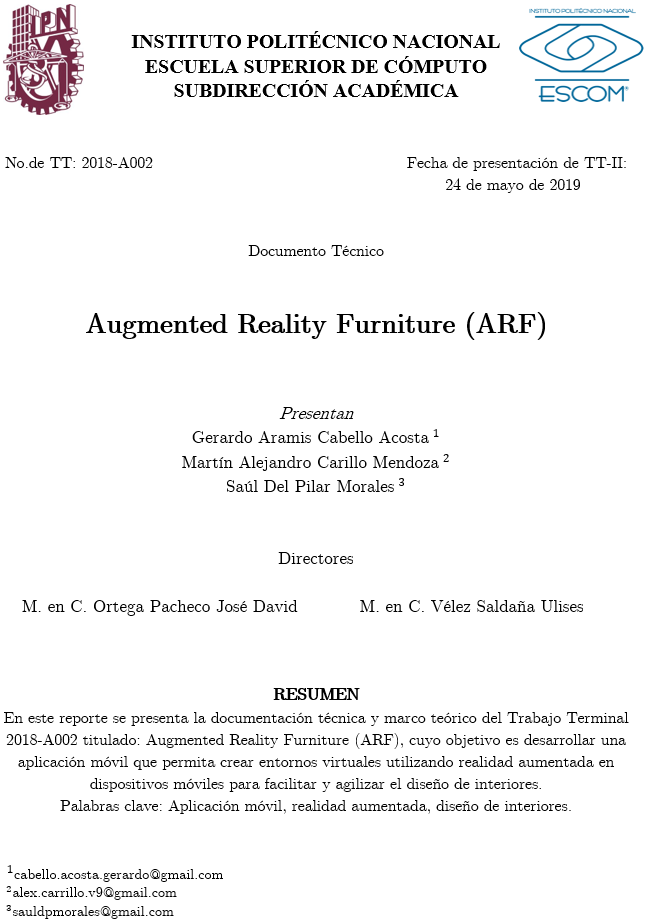 IPN
INSTITUTO POLITÉCNICO NACIONAL
ESCOM
INSTITUTO POLITÉCNICO NACIONAL
ESCUELA SUPERIOR DE CÓMPUTO
SUBDIRECCIÓN ACADÉMICA
No.de TT: 2018-A002
Fecha de presentación de TT-II:
24 de mayo de 2019
Documento Técnico
Augmented Reality Furniture (ARF)
Presentan
Gerardo Aramis Cabello Acosta 1
Martín Alejandro Carillo Mendoza 2
Saúl Del Pilar Morales 3
Directores
M. en C. Ortega Pacheco José David
M. en C. Vélez Saldaña Ulises
RESUMEN
En este reporte se presenta la documentación técnica y marco teórico del Trabajo Terminal
2018-A002 titulado: Augmented Reality Furniture (ARF), cuyo objetivo es desarrollar una
aplicación móvil que permita crear entornos virtuales utilizando realidad aumentada en
dispositivos móviles para facilitar y agilizar el diseño de interiores.
Palabras clave: Aplicación móvil, realidad aumentada, diseño de interiores.
1cabello.acosta.gerardo@gmail.com
2alex.carrillo.v9@gmail.com
3sauldpmorales@gmail.com